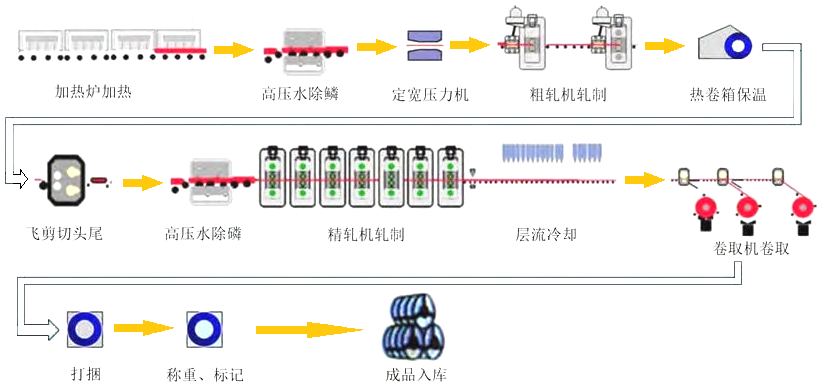 加热炉加热
高压水除鳞
定宽压力机
粗轧机轧制
热卷箱保温
飞剪切头尾
高压水除磷
精轧机轧制
层流冷却
卷取机卷取
打捆
称重、标记
成品入库